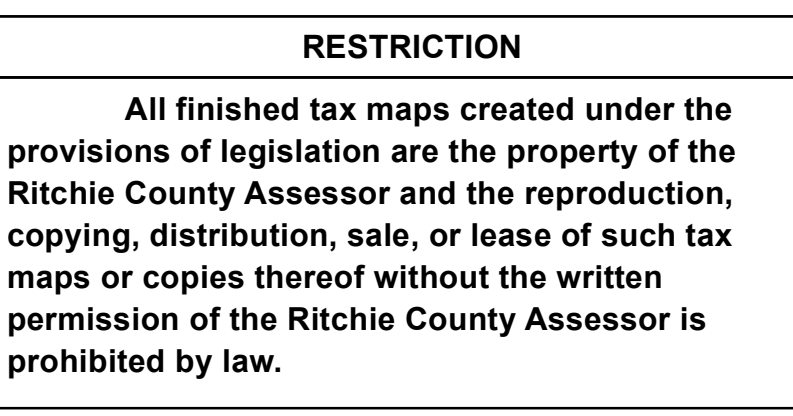 RESTRICTION
All finished tax maps created under the
provisions of legislation are the property of the
Ritchie County Assessor and the reproduction,
copying, distribution, sale, or lease of such tax
maps or copies thereof without the written
permission of the Ritchie County Assessor is
prohibited by law.